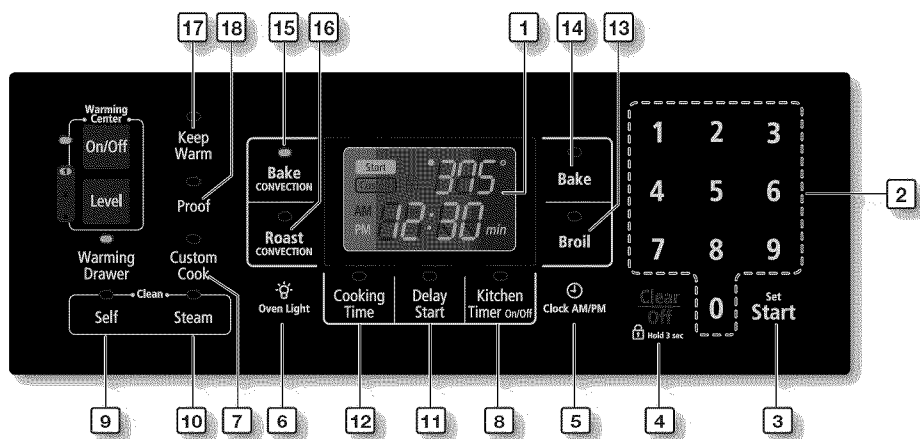 17
18
15
16
1
14
13
Warming
Center
On/Off
Level
Warming
Drawer
Clean
Self
Steam
Keep
Warm
Proof
Custom
Cook
Bake
CONVECTION
Roast
CONVECTION
Start
375°
AM
PM
12:30 min
Bake
Broil
Oven Light
Cooking
Time
Delay
Start
Kitchen
Timer On/Off
Clock AM/PM
1 2 3
4 5 6
7 8 9
0
Clear
Off
Hold 3 sec
Set
Start
2
9
10
7
6
12
11
8
5
4
3